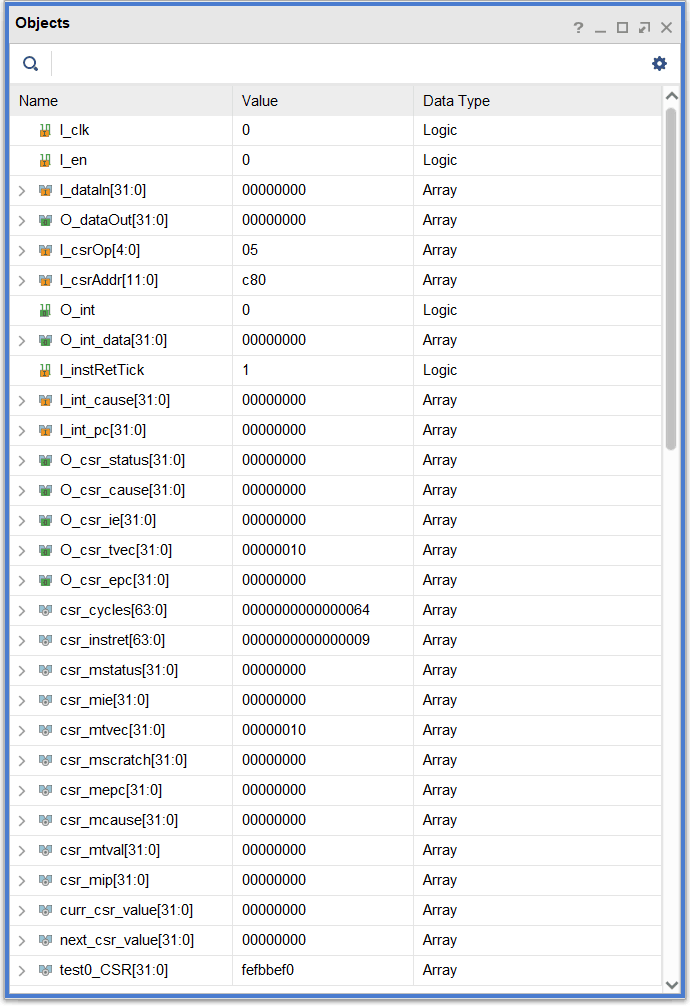 Objects
Name Value Data Type
I_clk 0 Logic
I_en 0 Logic
I_dataIn[31:0] 00000000 Array
O_dataOut[31:0] 00000000 Array
I_csrOp[4:0] 05 Array
I_csrAddr[11:0] c80 Array
O_int 0 Logic
O_int_data[31:0] 00000000 Array
I_instRetTick 1 Logic
I_int_cause[31:0] 00000000 Array
I_int_pc[31:0] 00000000 Array
O_csr_status[31:0] 00000000 Array
O_csr_cause[31:0] 00000000 Array
O_csr_ie[31:0] 00000000 Array
O_csr_tvec[31:0] 00000010 Array
O_csr_epc[31:0] 00000000 Array
csr_cycles[63:0] 0000000000000064 Array
csr_instret[63:0] 0000000000000009 Array
csr_mstatus[31:0] 00000000 Array
csr_mie[31:0] 00000000 Array
csr_mtvec[31:0] 00000010 Array
csr_mscratch[31:0] 00000000 Array
csr_mepc[31:0] 00000000 Array
csr_mcause[31:0] 00000000 Array
csr_mtval[31:0] 00000000 Array
csr_mip[31:0] 00000000 Array
curr_csr_value[31:0] 00000000 Array
next_csr_value[31:0] 00000000 Array
test0_CSR[31:0] fefbbef0 Array